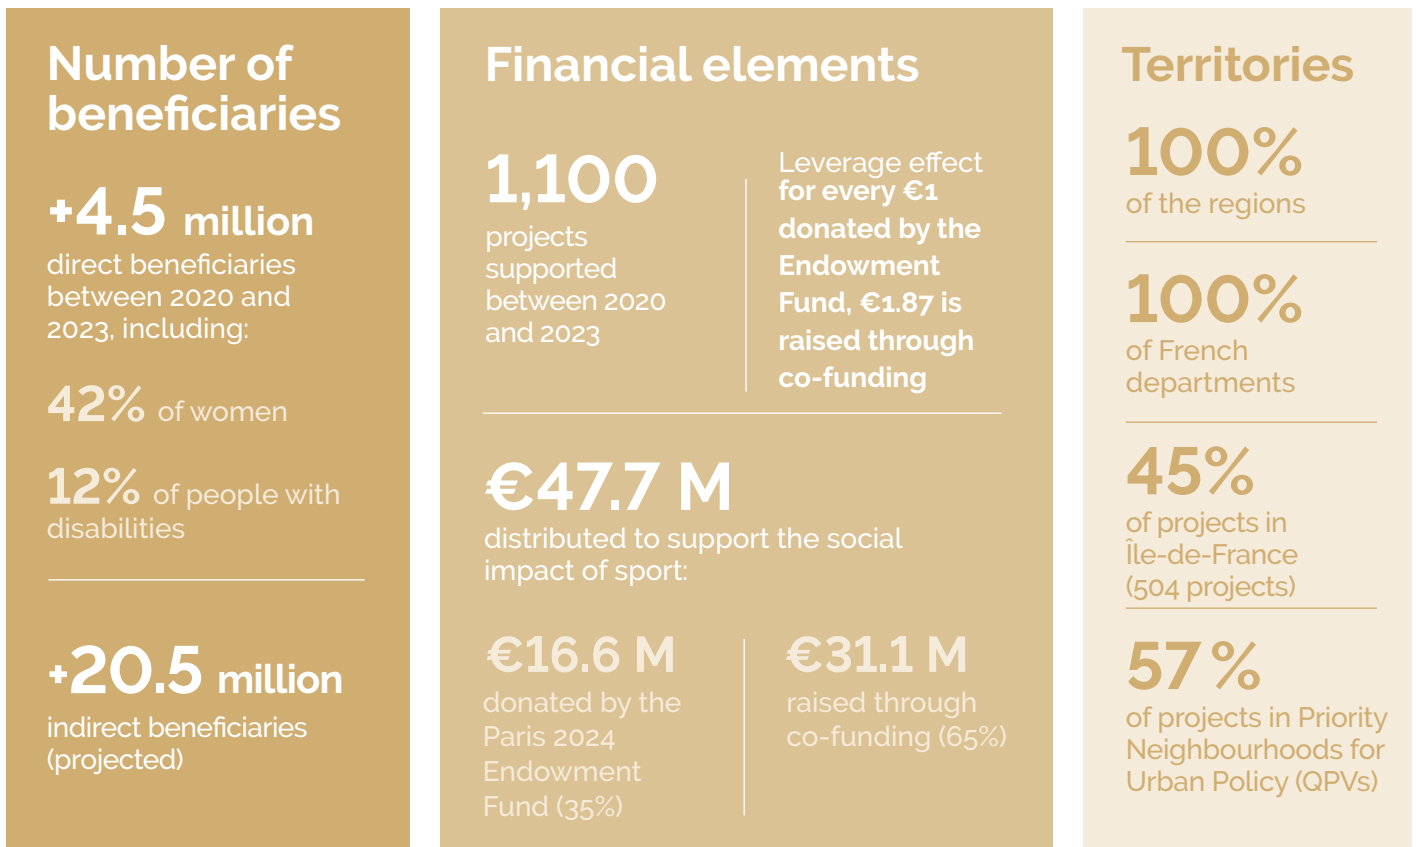 Number of
beneficiaries
+4.5 million
direct beneficiaries
between 2020 and
2023, including:
42% of women
12% of people with
disabilities
+20.5 million
indirect beneficiaries
(projected)
Financial elements
1,100
projects
supported
between 2020
and 2023
Leverage effect
for every €1
donated by the
Endowment
Fund, €1.87 is
raised through
co-funding
€47.7 M
distributed to support the social
impact of sport:
€16.6 M
donated by the
Paris 2024
Endowment
Fund (35%)
€31.1 M
raised through
co-funding (65%)
Territories
100%
of the regions
100%
of French
departments
45%
of projects in
Île-de-France
(504 projects)
57 %
of projects in Priority
Neighbourhoods for
Urban Policy (QPVs)